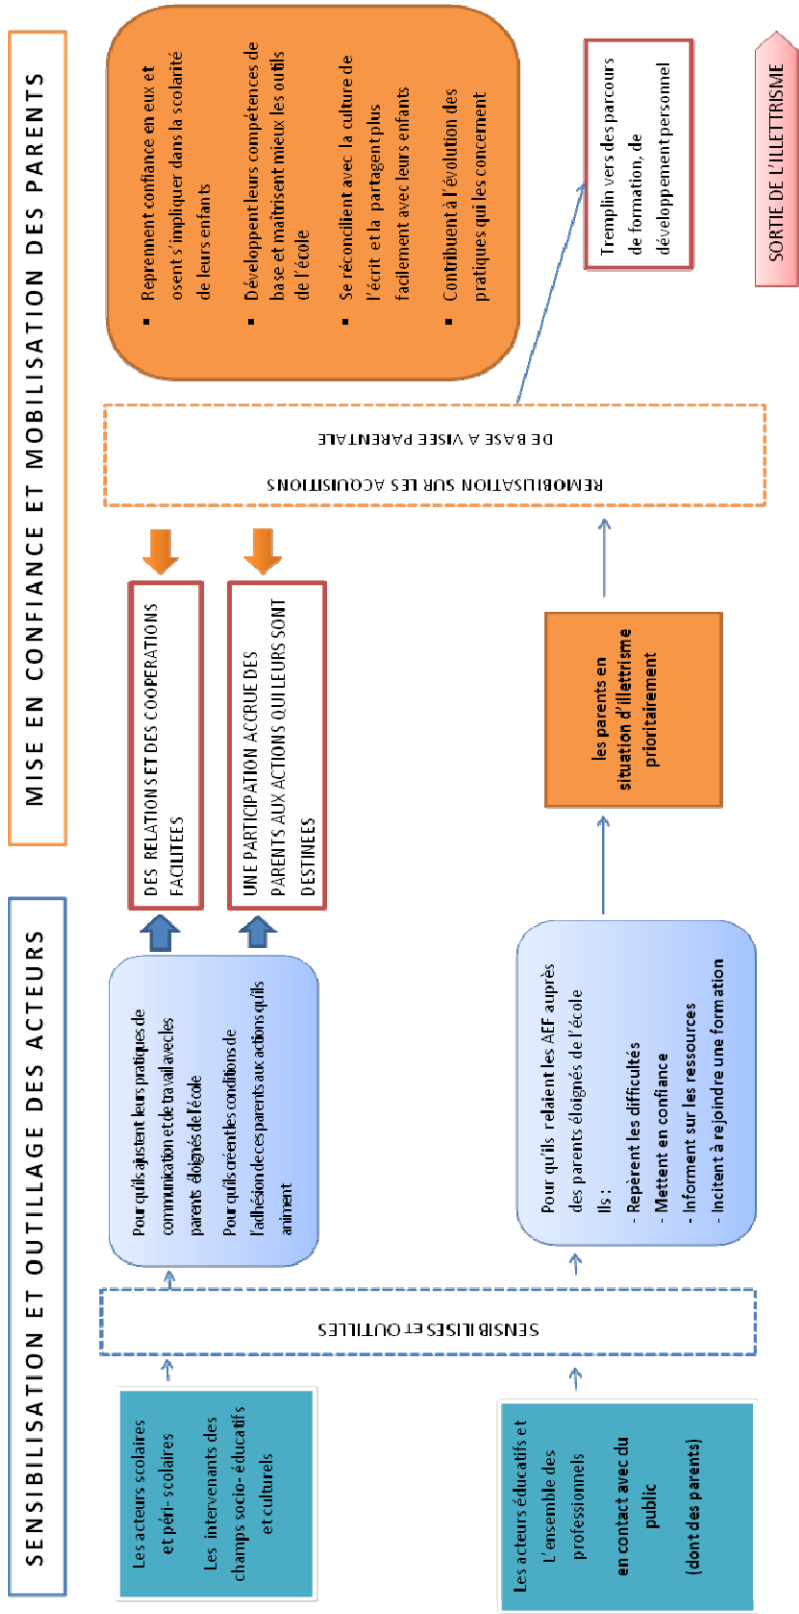 SENSIBILISATION ET OUTILLAGE DES ACTEURS
MISE EN CONFIANCE ET MOBILISATION DES PARENTS
Les acteurs scolaires
et péri- scolaires
Les intervenants des
champs socio- éducatifs
et culturels
Les acteurs éducatifs et
L'ensemble des
professionnels
en contact avec du
public
(dont des parents)
SENSIBILISES ET OUTILLES
Pour qu'ils ajustent leurs pratiques de
communication et de travail avec les
parents éloignés de l'école
Pour qu'ils créent les conditions de
l'adhésion de ces parents aux actions qu'ils
animent
Pour qu'ils relaient les AEF auprès
des parents éloignés de l'école
Ils :
- Repèrent les difficultés
- Mettent en confiance
- Informent sur les ressources
- Incitent à rejoindre une formation
DES RELATIONS ET DES COOPERATIONS
FACILITEES
UNE PARTICIPATION ACCRUE DES
PARENTS AUX ACTIONS QUI LEURS SONT
DESTINEES
les parents en
situation d'illettrisme
prioritairement
REMOBILISATION SUR LES ACQUISITIONS
DE BASE A VISEE PARENTALE
▪ Reprennent confiance en eux et
osent s'impliquer dans la scolarité
de leurs enfants
▪ Développent leurs compétences de
base et maîtrisent mieux les outils
de l'école
▪ Se réconcilient avec la culture de
l'écrit et la partagent plus
facilement avec leurs enfants
▪ Contribuent à l'évolution des
pratiques qui les concernent
Tremplin vers des parcours
de formation, de
développement personnel
SORTIE DE L'ILLETTRISME